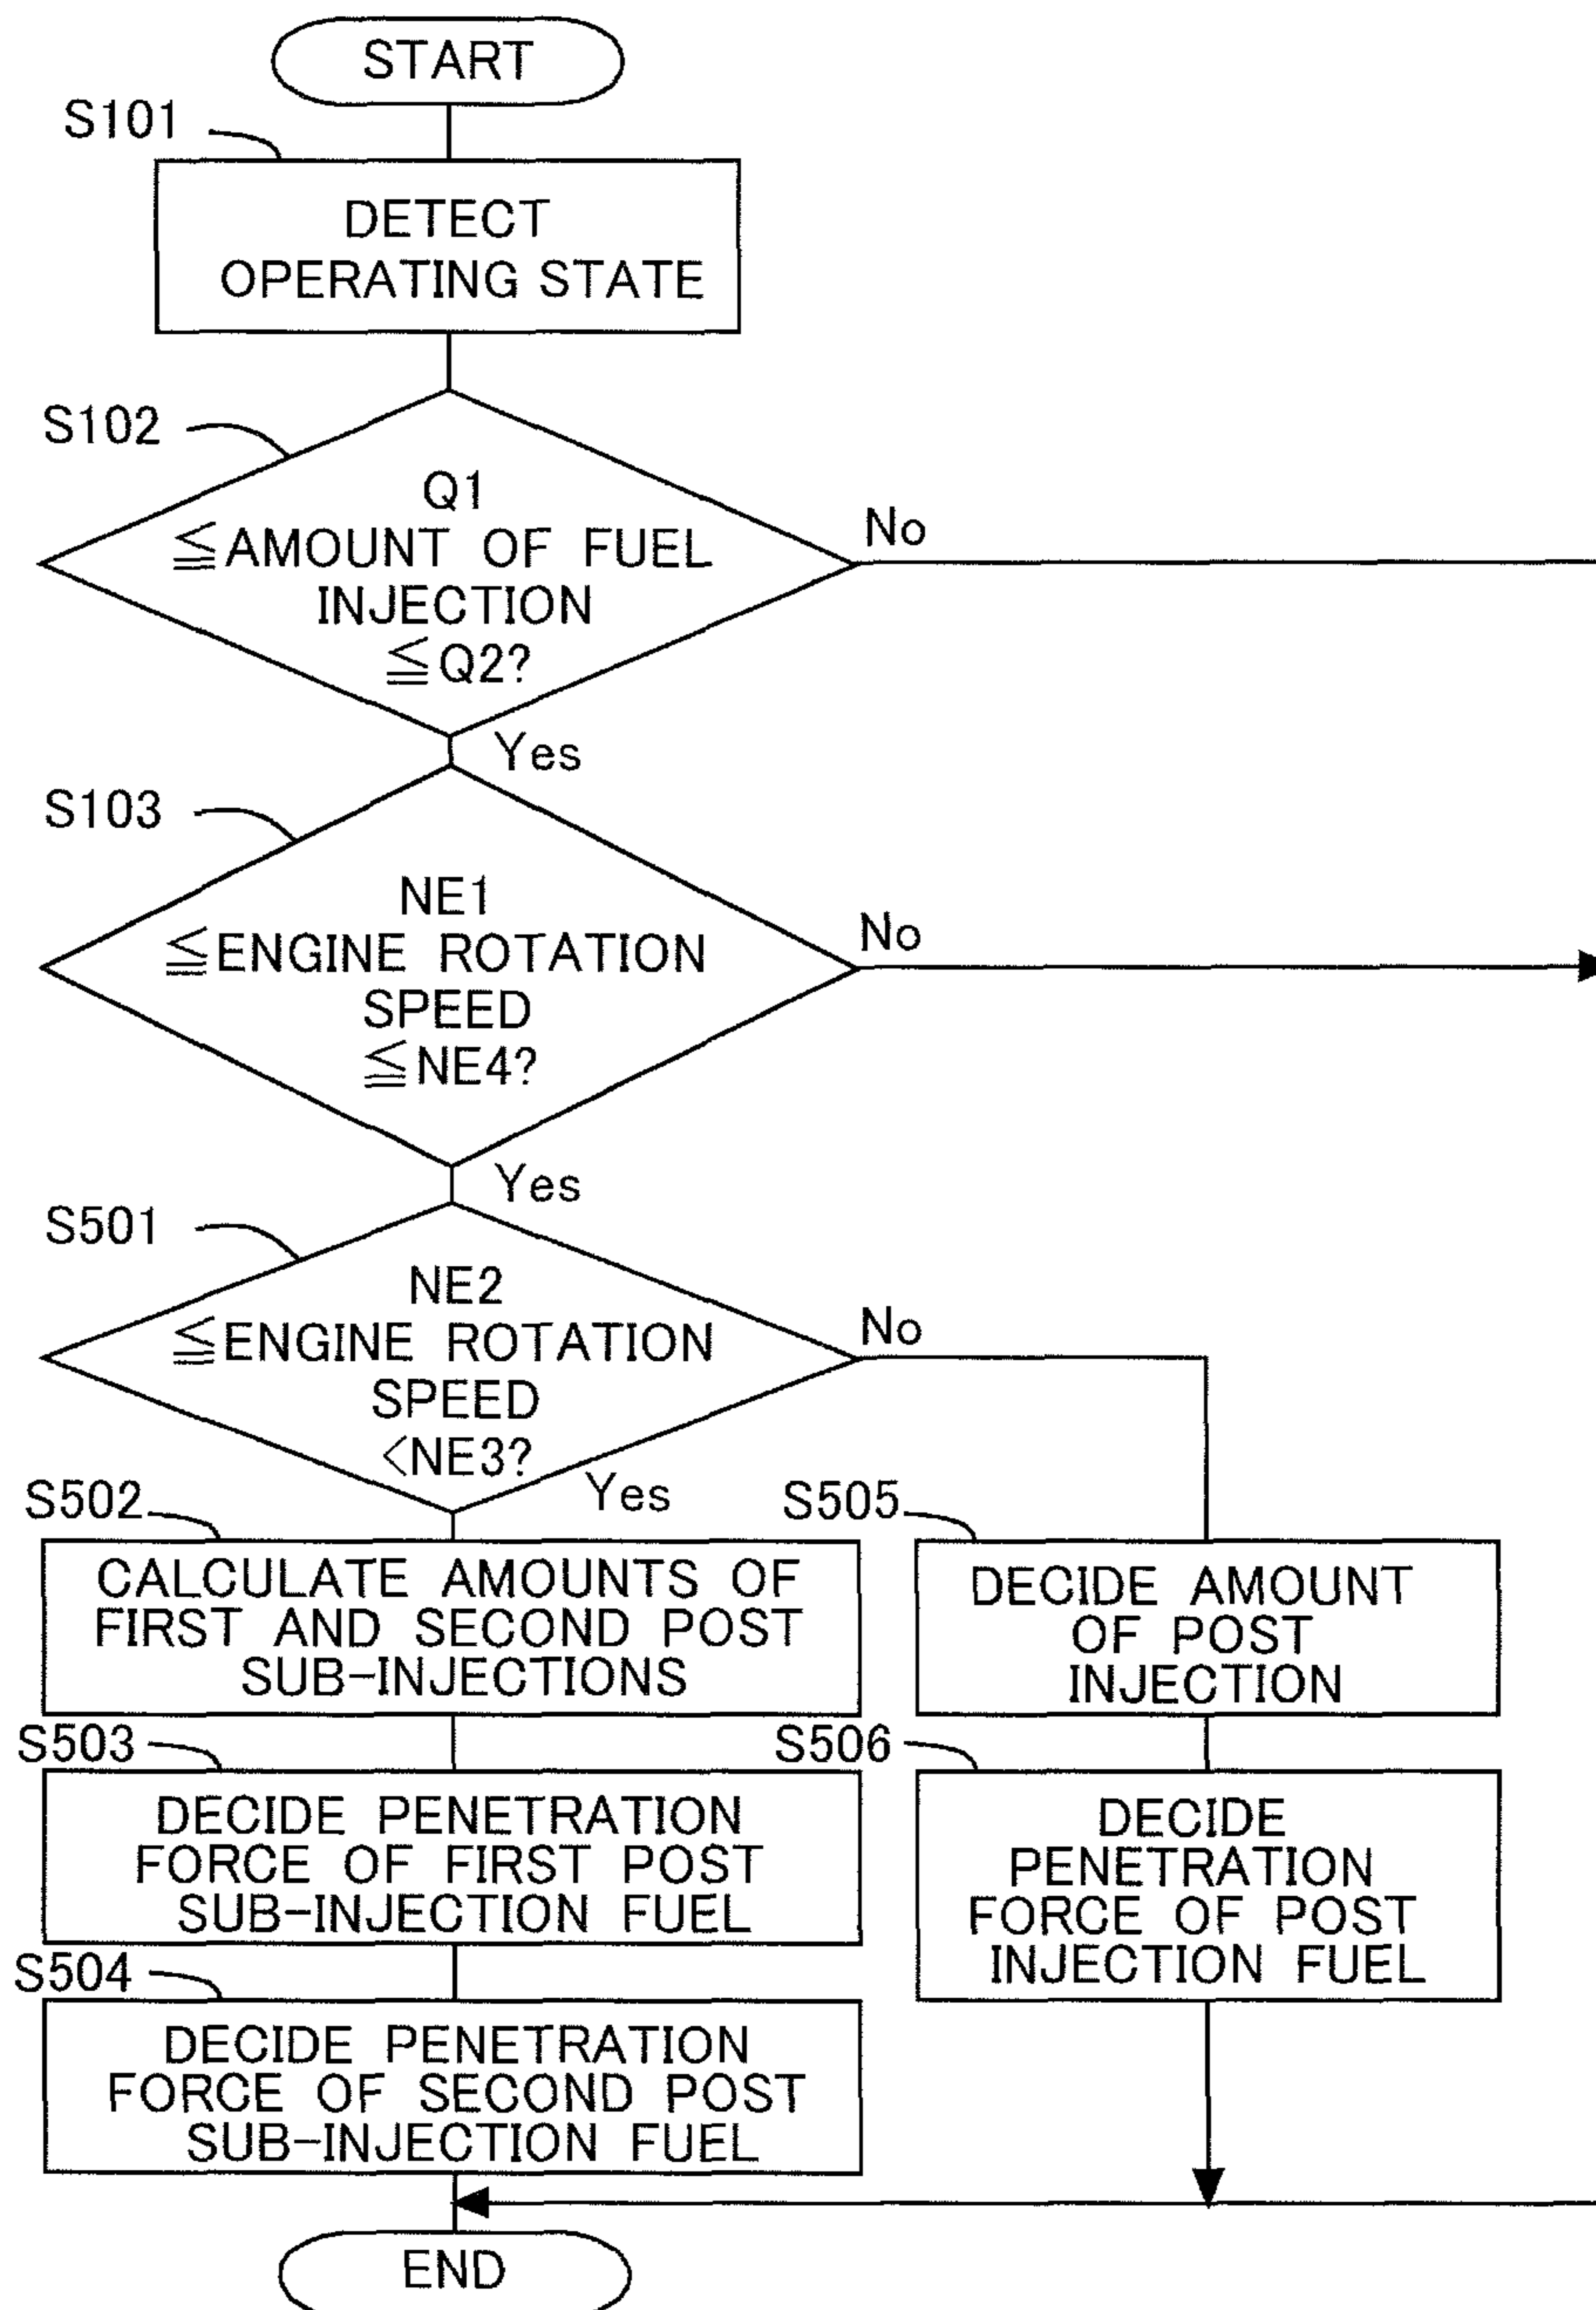 START
S101
DETECT
OPERATING STATE
S102
Q1
≦AMOUNT OF FUEL
INJECTION
≦Q2?
No
Yes
S103
NE1
≦ENGINE ROTATION
SPEED
≦NE4?
No
Yes
S501
NE2
≦ENGINE ROTATION
SPEED
<NE3?
No
Yes
S502
CALCULATE AMOUNTS OF
FIRST AND SECOND POST
SUB-INJECTIONS
S503
DECIDE PENETRATION
FORCE OF FIRST POST
SUB-INJECTION FUEL
S504
DECIDE PENETRATION
FORCE OF SECOND POST
SUB-INJECTION FUEL
S505
DECIDE AMOUNT
OF POST
INJECTION
S506
DECIDE
PENETRATION
FORCE OF POST
INJECTION FUEL
END